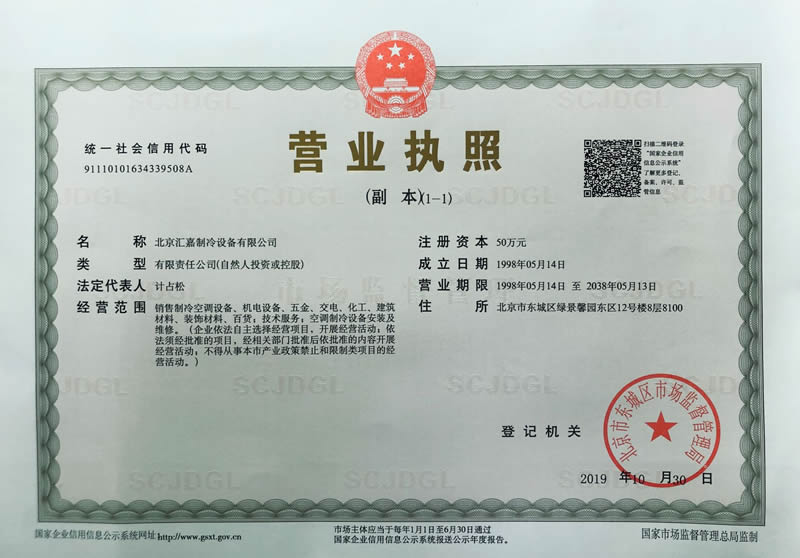 统一社会信用代码
91110101634339508A
营业执照
(副 本)(1-1)
扫描二维码登录
“国家企业信用
信息公示系统”
了解更多登记、
备案、许可、监
管信息
名 称 北京汇嘉制冷设备有限公司
类 型 有限责任公司(自然人投资或控股)
法定代表人 计占松
经营范围 销售制冷空调设备、机电设备、五金、交电、化工、建筑
材料、装饰材料、百货；技术服务；空调制冷设备安装及
维修。（企业依法自主选择经营项目，开展经营活动；依
法须经批准的项目，经相关部门批准后依批准的内容开展
经营活动；不得从事本市产业政策禁止和限制类项目的经
营活动。）
注册资本 50万元
成立日期 1998年05月14日
营业期限 1998年05月14日 至 2038年05月13日
住 所 北京市东城区绿景馨园东区12号楼8层8100
SCJDGL
SCJDGL
SCJDGL
SCJDGL
SCJDGL
市场监督管理
SCJDGL
SCJDGL
SCJDGL
SCJDGL
SCJDGL
登记机关
北京市东城区市场监督管理局
2019 年10 月30 日
国家企业信用信息公示系统网址:http://www.gsxt.gov.cn
市场主体应当于每年1月1日至6月30日通过
国家企业信用信息公示系统报送公示年度报告。
国家市场监督管理总局监制